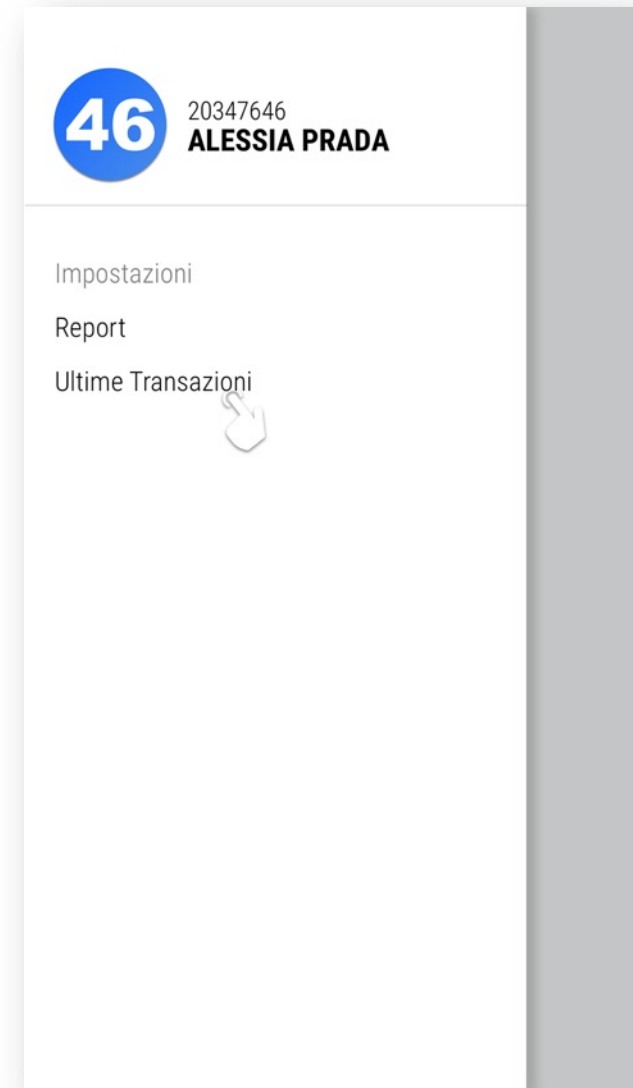 46
20347646
ALESSIA PRADA
Impostazioni
Report
Ultime Transazioni